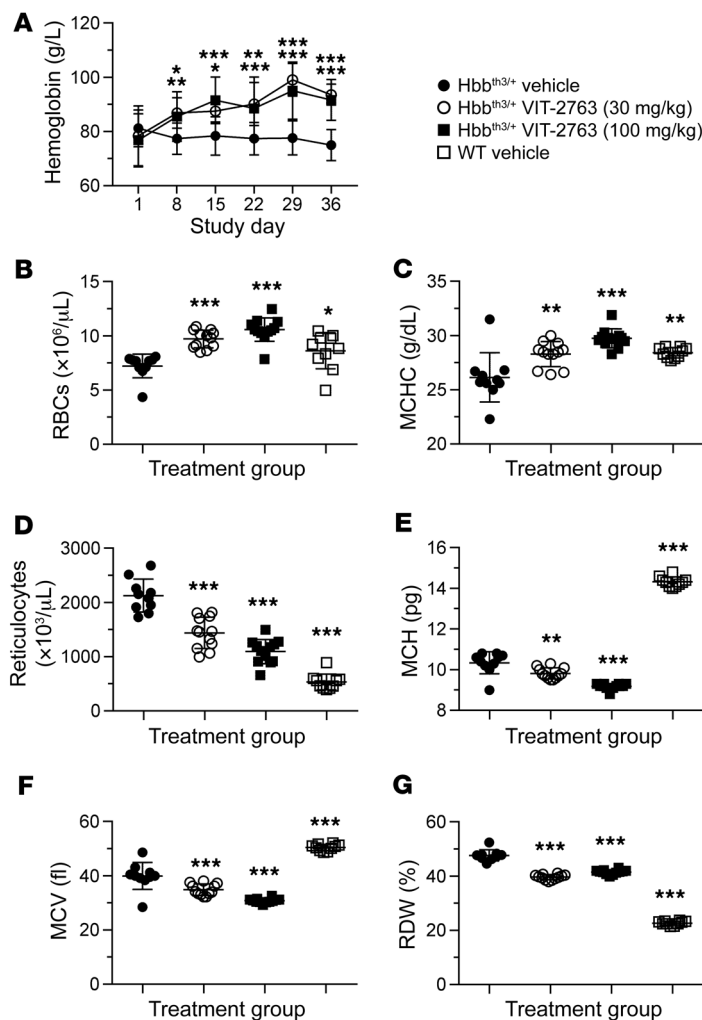 A
Hemoglobin (g/L)
120
100
80
60
*
**
***
*
**
***
***
***
***
***
1 8 15 22 29 36
Study day
Hbbth3/+ vehicle
Hbbth3/+ VIT-2763 (30 mg/kg)
Hbbth3/+ VIT-2763 (100 mg/kg)
WT vehicle
B
RBCs (×10⁶/μL)
15
10
5
0
*** *** *
Treatment group
C
MCHC (g/dL)
35
30
25
20
** *** **
Treatment group
D
Reticulocytes
(×10³/μL)
3000
2000
1000
0
*** *** ***
Treatment group
E
MCH (pg)
16
14
12
10
8
** *** ***
Treatment group
F
MCV (fl)
60
40
20
0
*** *** ***
Treatment group
G
RDW (%)
60
40
20
0
*** *** ***
Treatment group